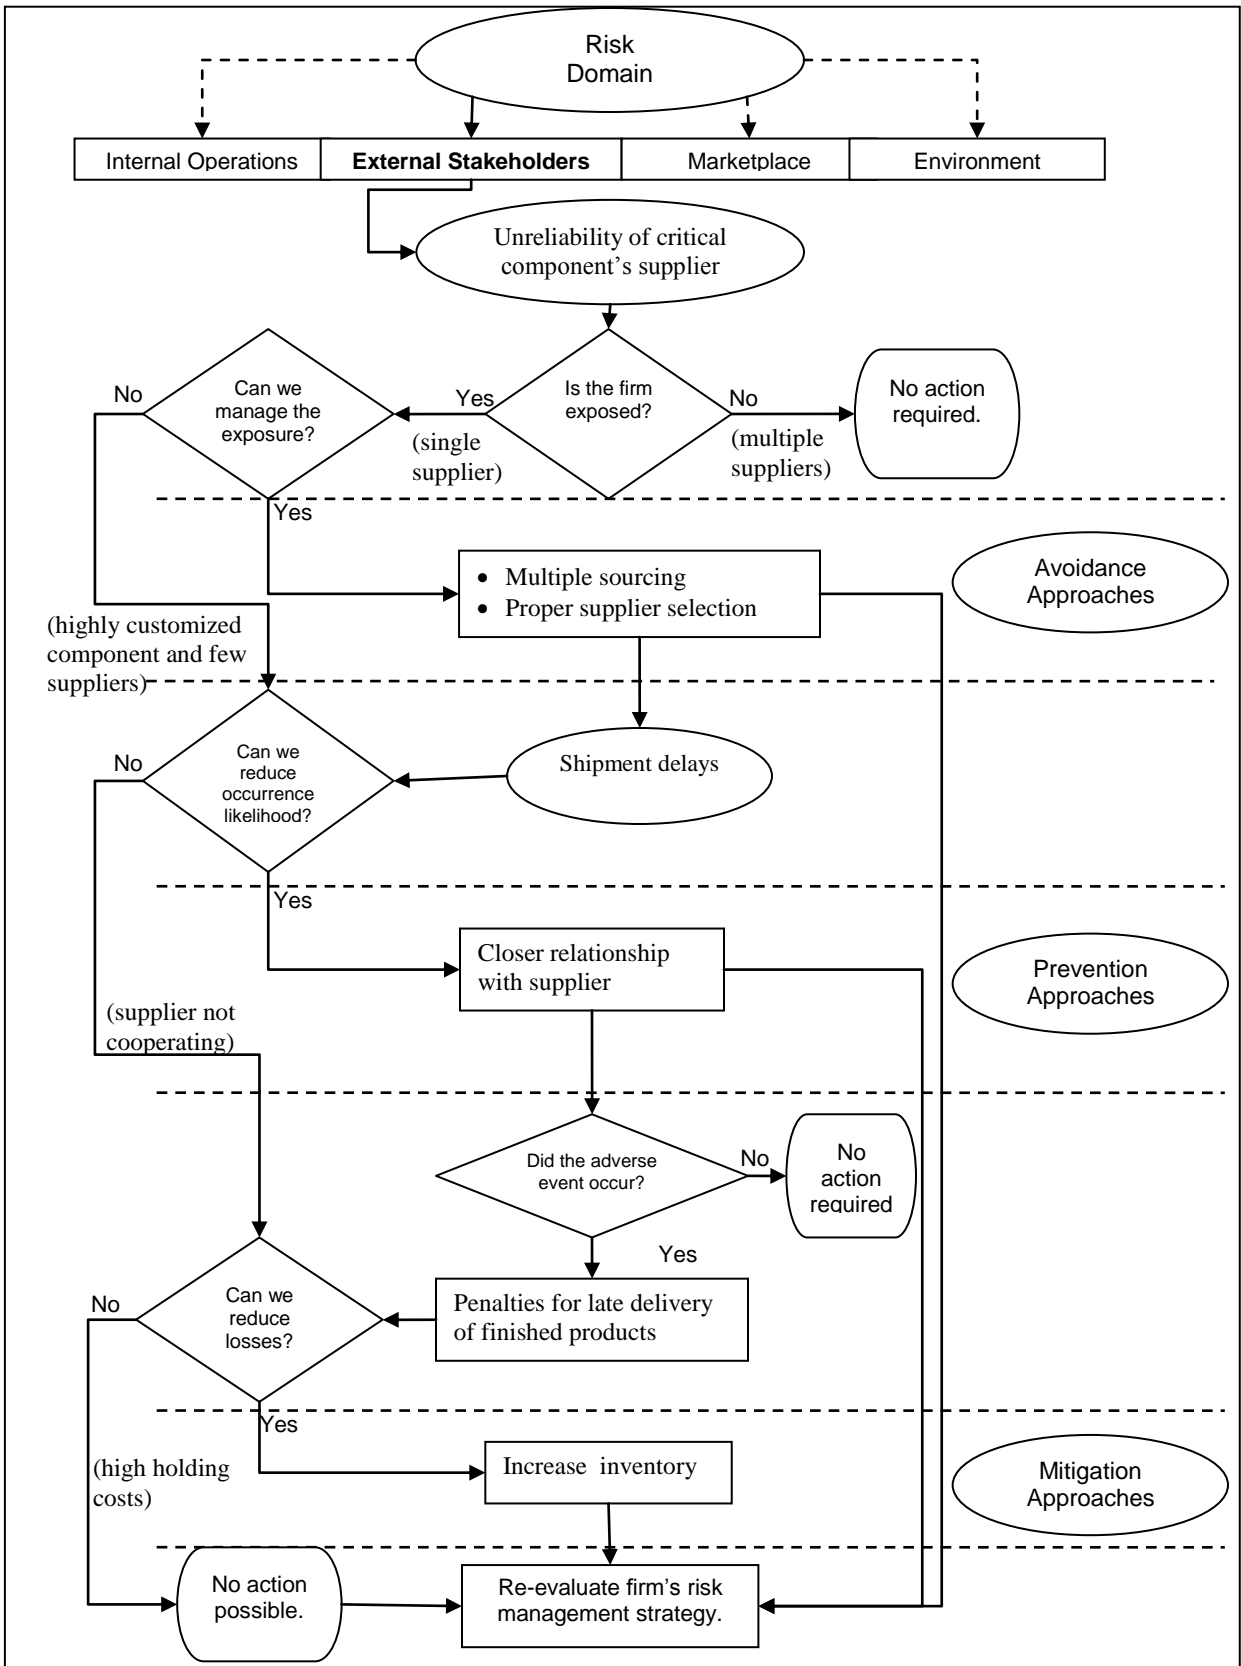 Risk
Domain
Internal Operations
External Stakeholders
Marketplace
Environment
Unreliability of critical
component's supplier
No
Can we
manage the
exposure?
Yes
(single
supplier)
Is the firm
exposed?
No
(multiple
suppliers)
No action
required.
Yes
• Multiple sourcing
• Proper supplier selection
Avoidance
Approaches
(highly customized
component and few
suppliers)
No
Can we
reduce
occurrence
likelihood?
Shipment delays
Yes
Closer relationship
with supplier
Prevention
Approaches
(supplier not
cooperating)
Did the adverse
event occur?
No
No
action
required
Yes
No
Can we
reduce
losses?
Penalties for late delivery
of finished products
Yes
(high holding
costs)
Increase inventory
Mitigation
Approaches
No action
possible.
Re-evaluate firm's risk
management strategy.